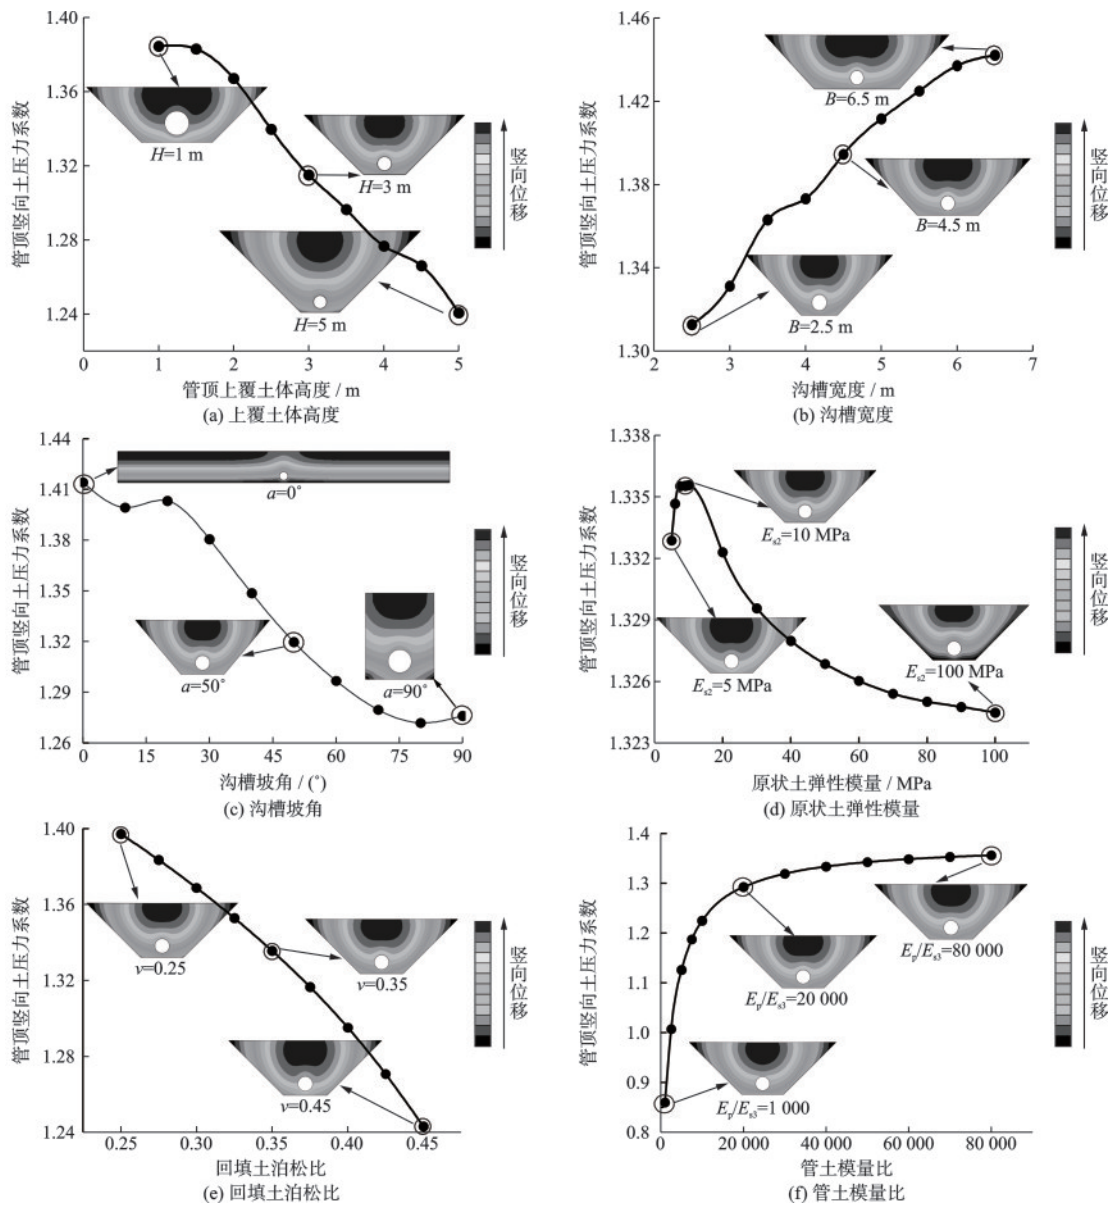 1.40
1.36
1.32
1.28
1.24
管顶竖向土压力系数
H=1 m
H=3 m
H=5 m
竖向位移
0 1 2 3 4 5
管顶上覆土体高度 / m
(a) 上覆土体高度
1.46
1.42
1.38
1.34
1.30
管顶竖向土压力系数
B=6.5 m
B=4.5 m
B=2.5 m
竖向位移
2 3 4 5 6 7
沟槽宽度 / m
(b) 沟槽宽度
1.44
1.41
1.38
1.35
1.32
1.29
1.26
管顶竖向土压力系数
a=0°
a=50°
a=90°
竖向位移
0 15 30 45 60 75 90
沟槽坡角 / (°)
(c) 沟槽坡角
1.338
1.335
1.332
1.329
1.326
1.323
管顶竖向土压力系数
Es2=10 MPa
Es2=5 MPa
Es2=100 MPa
竖向位移
0 20 40 60 80 100
原状土弹性模量 / MPa
(d) 原状土弹性模量
1.40
1.36
1.32
1.28
1.24
管顶竖向土压力系数
v=0.25
v=0.35
v=0.45
竖向位移
0.25 0.30 0.35 0.40 0.45
回填土泊松比
(e) 回填土泊松比
1.4
1.3
1.2
1.1
1.0
0.9
0.8
管顶竖向土压力系数
Ep/Es3=80 000
Ep/Es3=20 000
Ep/Es3=1 000
竖向位移
0 20 000 40 000 60 000 80 000
管土模量比
(f) 管土模量比